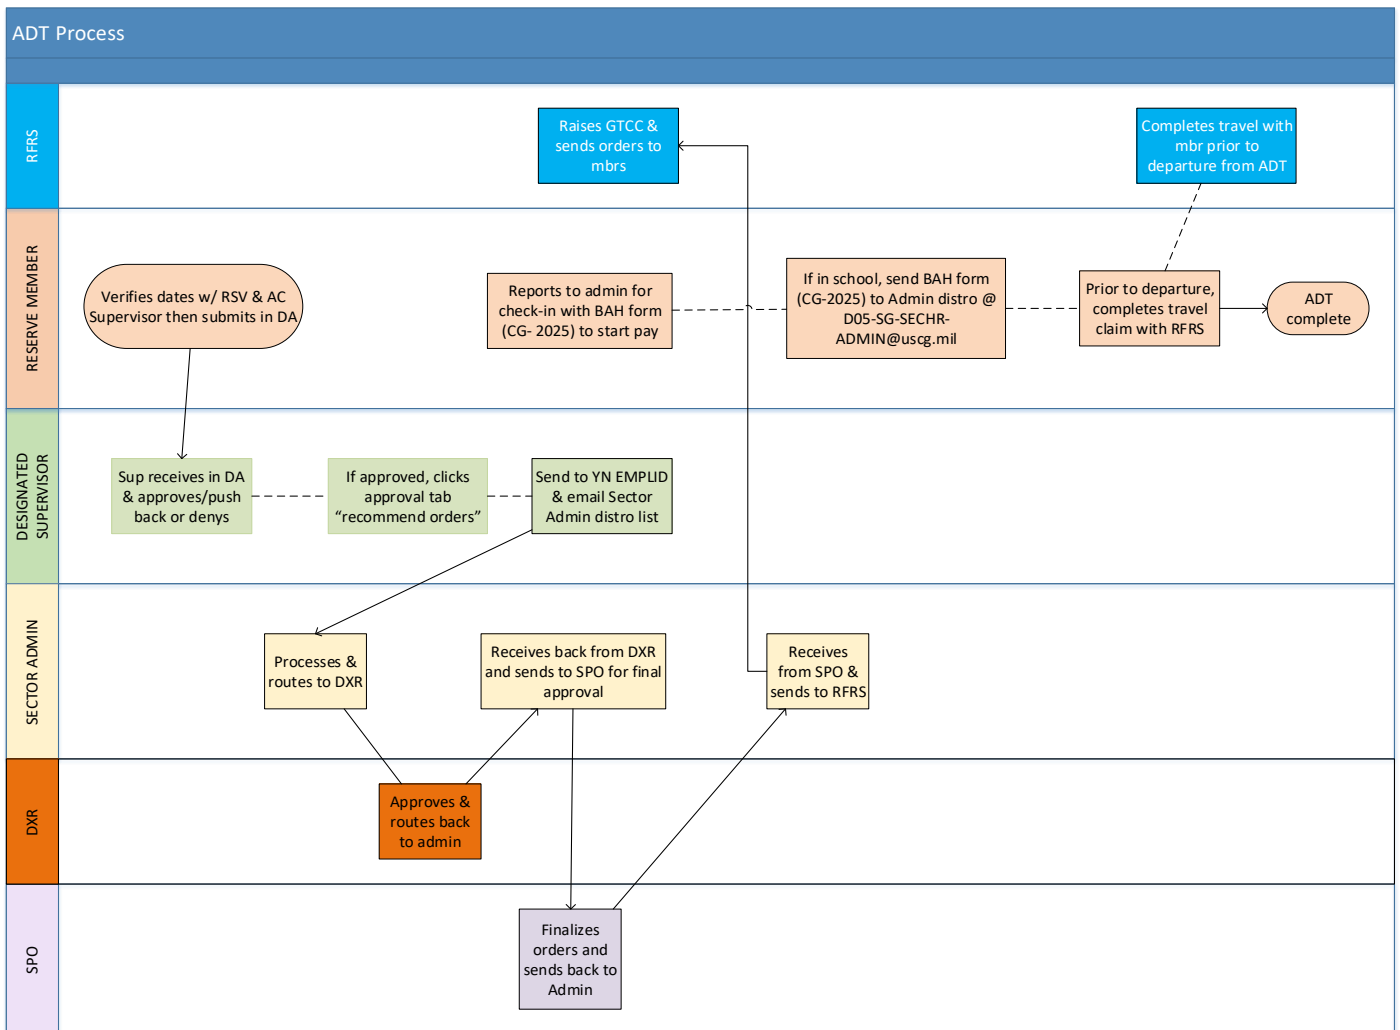 ADT Process
RFRS
Raises GTCC &
sends orders to
mbrs
Completes travel with
mbr prior to
departure from ADT
RESERVE MEMBER
Verifies dates w/ RSV & AC
Supervisor then submits in DA
Reports to admin for
check-in with BAH form
(CG- 2025) to start pay
If in school, send BAH form
(CG-2025) to Admin distro @
D05-SG-SECHR-
ADMIN@uscg.mil
Prior to departure,
completes travel
claim with RFRS
ADT
complete
DESIGNATED
SUPERVISOR
Sup receives in DA
& approves/push
back or denys
If approved, clicks
approval tab
“recommend orders”
Send to YN EMPLID
& email Sector
Admin distro list
SECTOR ADMIN
Processes &
routes to DXR
Receives back from DXR
and sends to SPO for final
approval
Receives
from SPO &
sends to RFRS
DXR
Approves &
routes back
to admin
SPO
Finalizes
orders and
sends back to
Admin